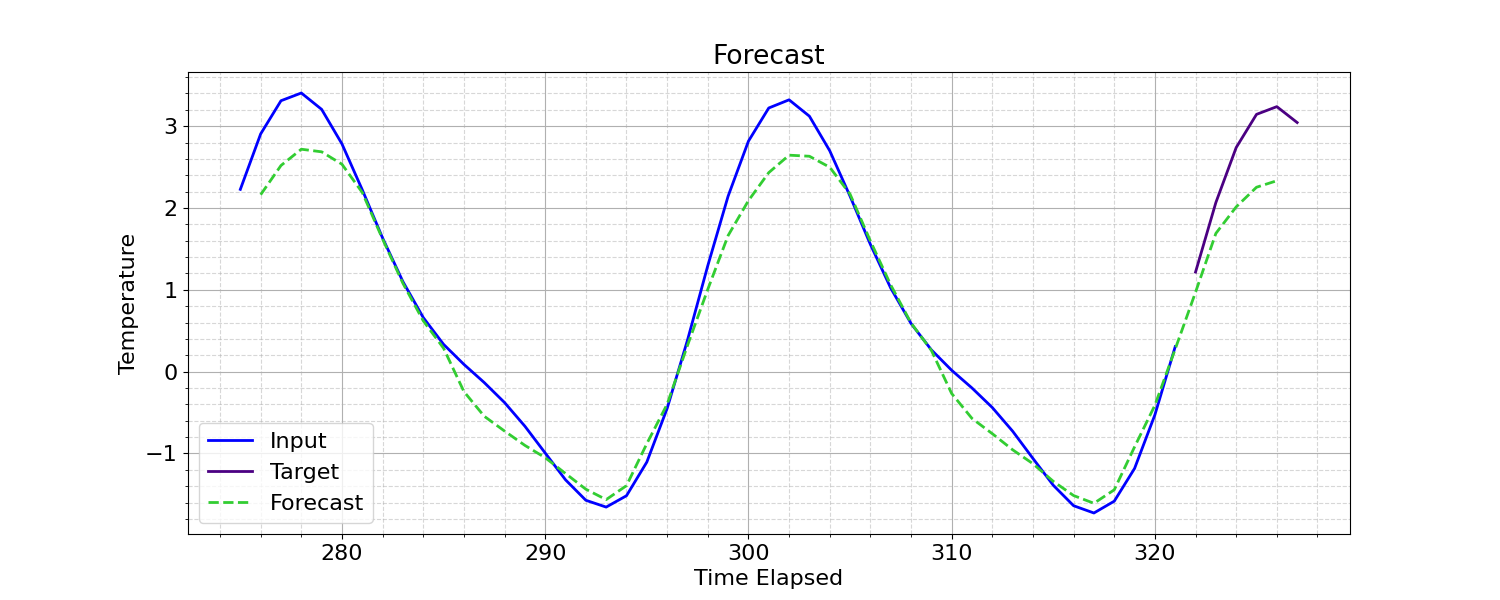 Forecast
Temperature
3
2
1
0
−1
Input
Target
Forecast
280 290 300 310 320
Time Elapsed